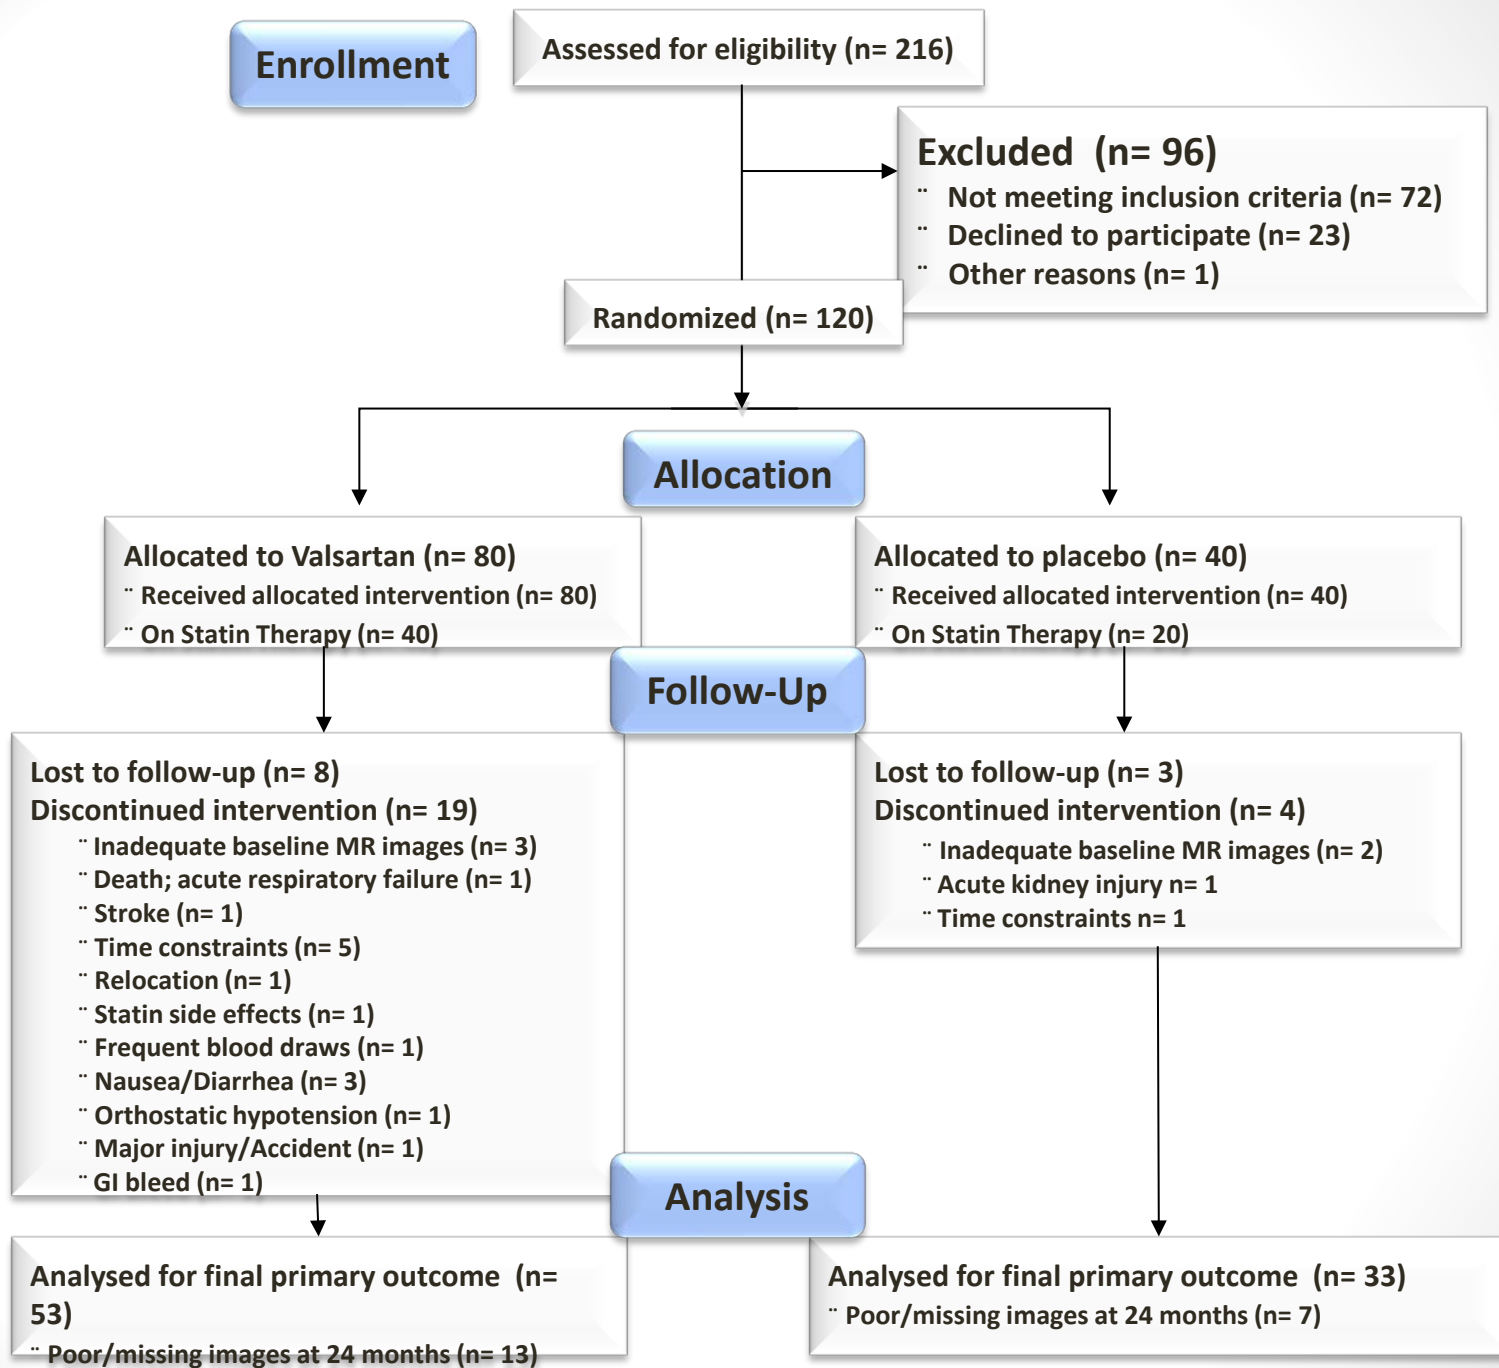 Enrollment
Assessed for eligibility (n= 216)
Excluded (n= 96)
¨ Not meeting inclusion criteria (n= 72)
¨ Declined to participate (n= 23)
¨ Other reasons (n= 1)
Randomized (n= 120)
Allocation
Allocated to Valsartan (n= 80)
¨ Received allocated intervention (n= 80)
¨ On Statin Therapy (n= 40)
Allocated to placebo (n= 40)
¨ Received allocated intervention (n= 40)
¨ On Statin Therapy (n= 20)
Follow-Up
Lost to follow-up (n= 8)
Discontinued intervention (n= 19)
¨ Inadequate baseline MR images (n= 3)
¨ Death; acute respiratory failure (n= 1)
¨ Stroke (n= 1)
¨ Time constraints (n= 5)
¨ Relocation (n= 1)
¨ Statin side effects (n= 1)
¨ Frequent blood draws (n= 1)
¨ Nausea/Diarrhea (n= 3)
¨ Orthostatic hypotension (n= 1)
¨ Major injury/Accident (n= 1)
¨ GI bleed (n= 1)
Lost to follow-up (n= 3)
Discontinued intervention (n= 4)
¨ Inadequate baseline MR images (n= 2)
¨ Acute kidney injury n= 1
¨ Time constraints n= 1
Analysis
Analysed for final primary outcome (n=
53)
¨ Poor/missing images at 24 months (n= 13)
Analysed for final primary outcome (n= 33)
¨ Poor/missing images at 24 months (n= 7)